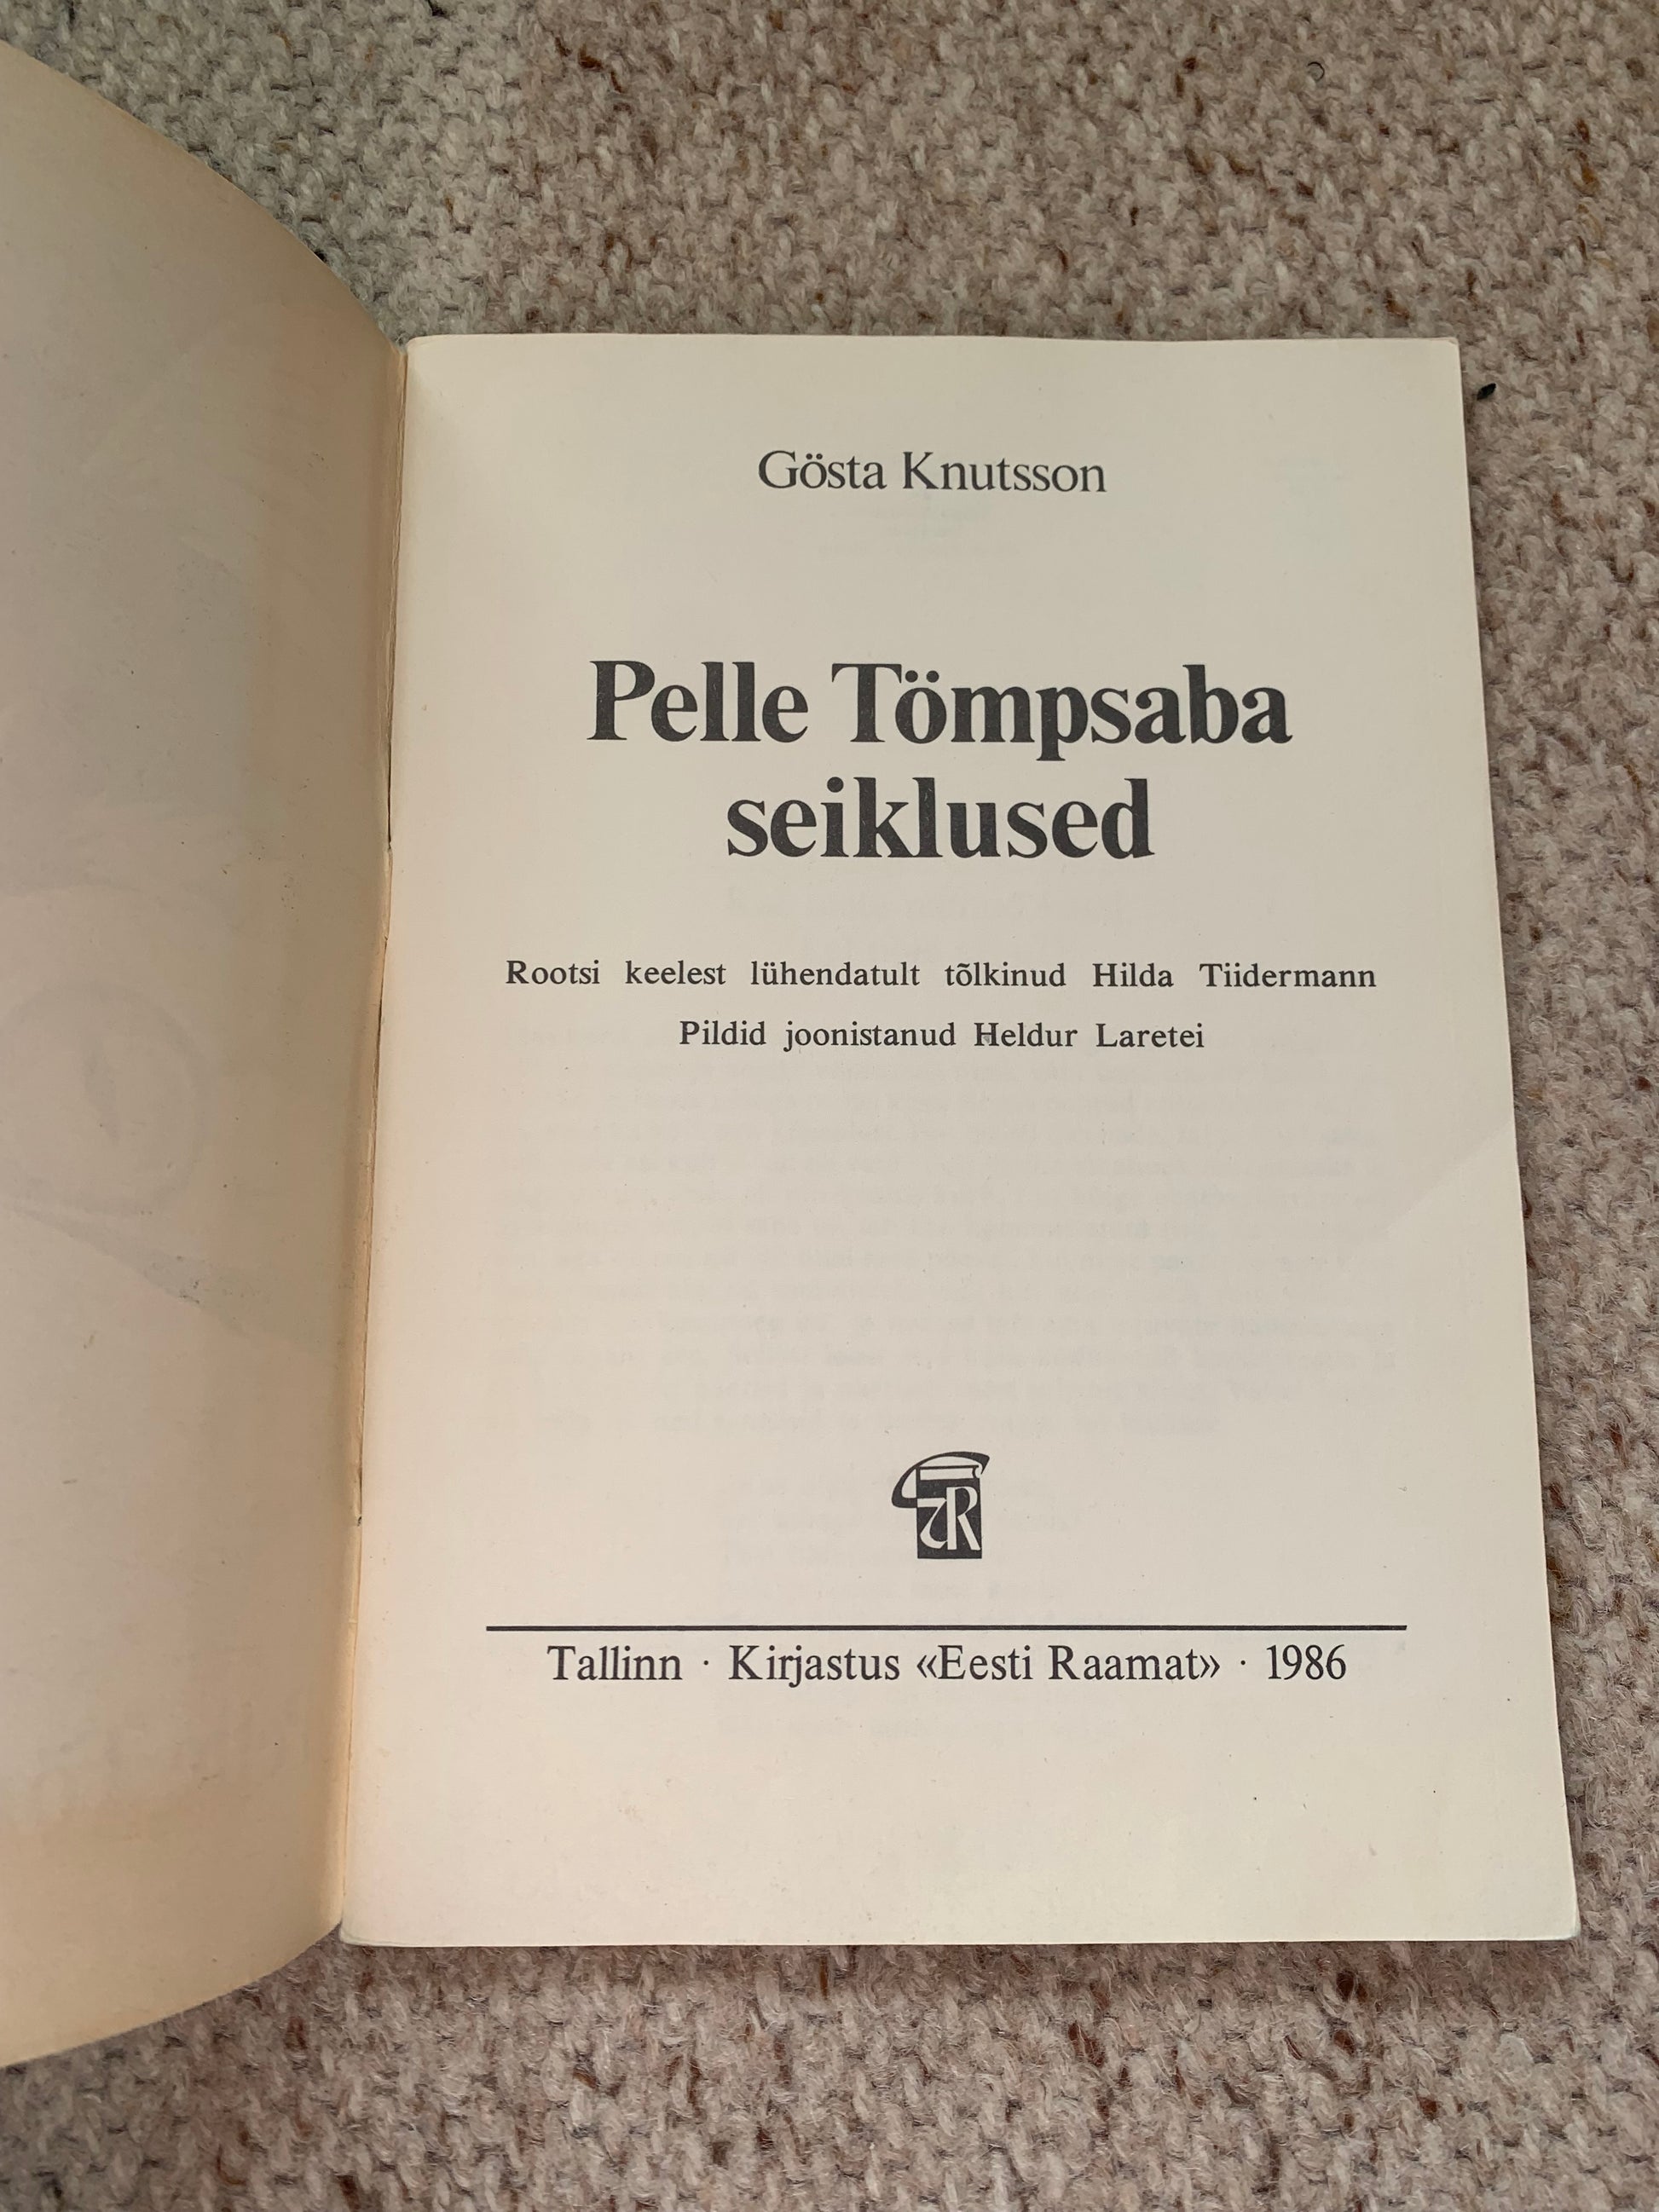 Gösta Knutsson
Pelle Tömpsaba
seiklused
Rootsi keelest lühendatult tõlkinud Hilda Tiidermann
Pildid joonistanud Heldur Laretei
ER
Tallinn · Kirjastus «Eesti Raamat» · 1986